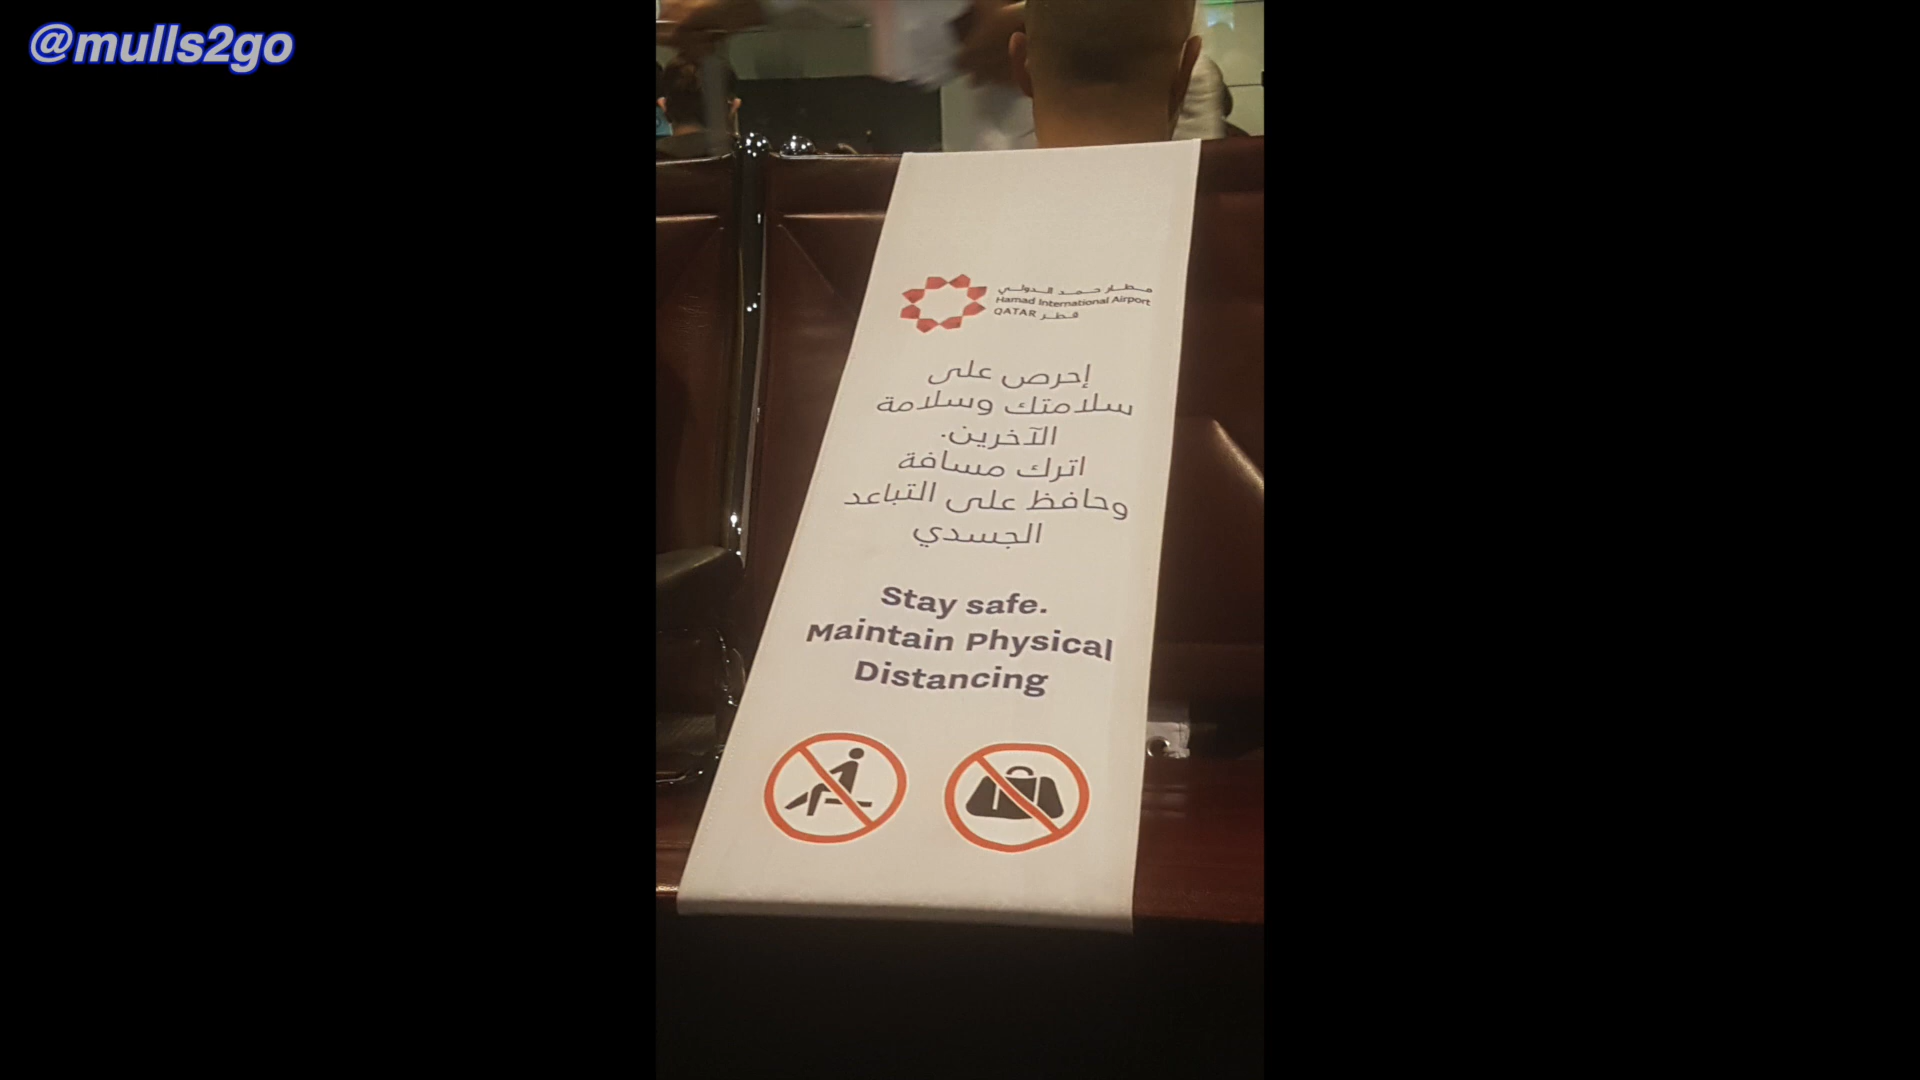 @mulls2go
مطار حمد الدولي
Hamad International Airport
QATAR قطر
إحرص على
سلامتك وسلامة
الآخرين.
اترك مسافة
وحافظ على التباعد
الجسدي
Stay safe.
Maintain Physical
Distancing